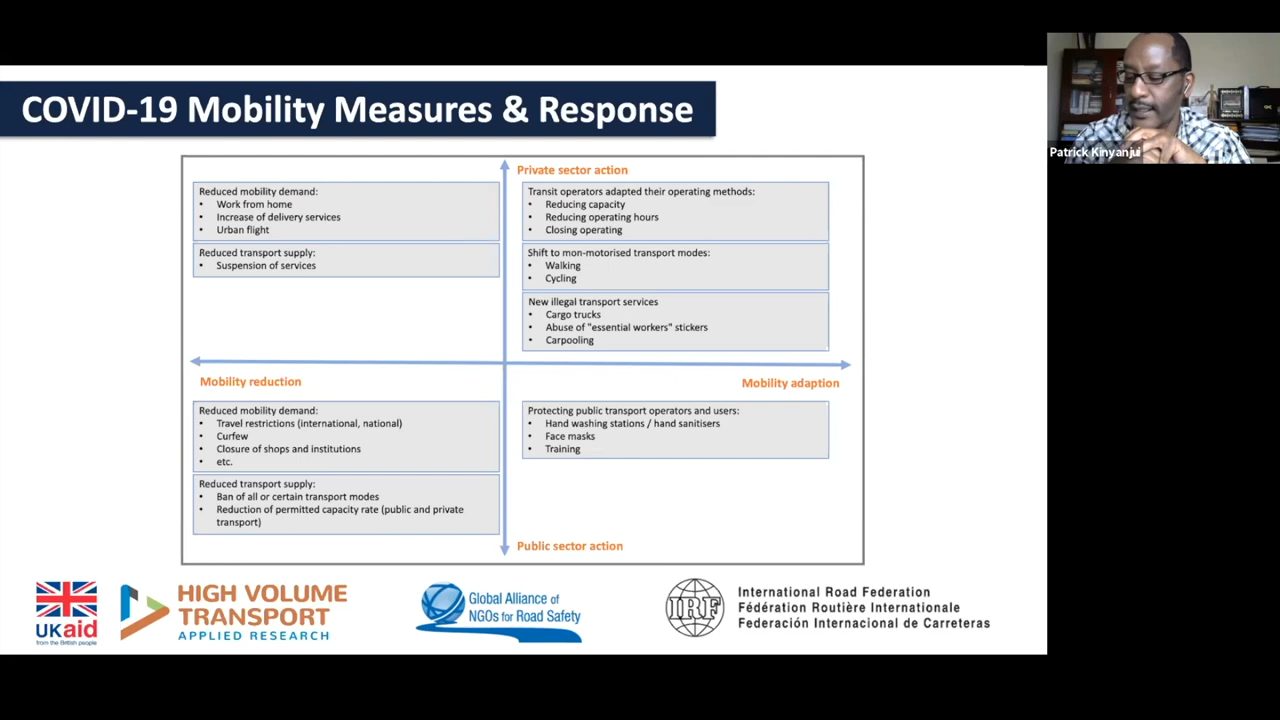 COVID-19 Mobility Measures & Response
Patrick Kinyanjui
Private sector action
Reduced mobility demand:
• Work from home
• Increase of delivery services
• Urban flight
Reduced transport supply:
• Suspension of services
Transit operators adapted their operating methods:
• Reducing capacity
• Reducing operating hours
• Closing operating
Shift to mon-motorised transport modes:
• Walking
• Cycling
New illegal transport services
• Cargo trucks
• Abuse of "essential workers" stickers
• Carpooling
Mobility reduction
Mobility adaption
Reduced mobility demand:
• Travel restrictions (international, national)
• Curfew
• Closure of shops and institutions
• etc.
Reduced transport supply:
• Ban of all or certain transport modes
• Reduction of permitted capacity rate (public and private
transport)
Protecting public transport operators and users:
• Hand washing stations / hand sanitisers
• Face masks
• Training
Public sector action
UKaid
from the British people
HIGH VOLUME
TRANSPORT
APPLIED RESEARCH
Global Alliance of
NGOs for Road Safety
IRF
International Road Federation
Fédération Routière Internationale
Federación Internacional de Carreteras